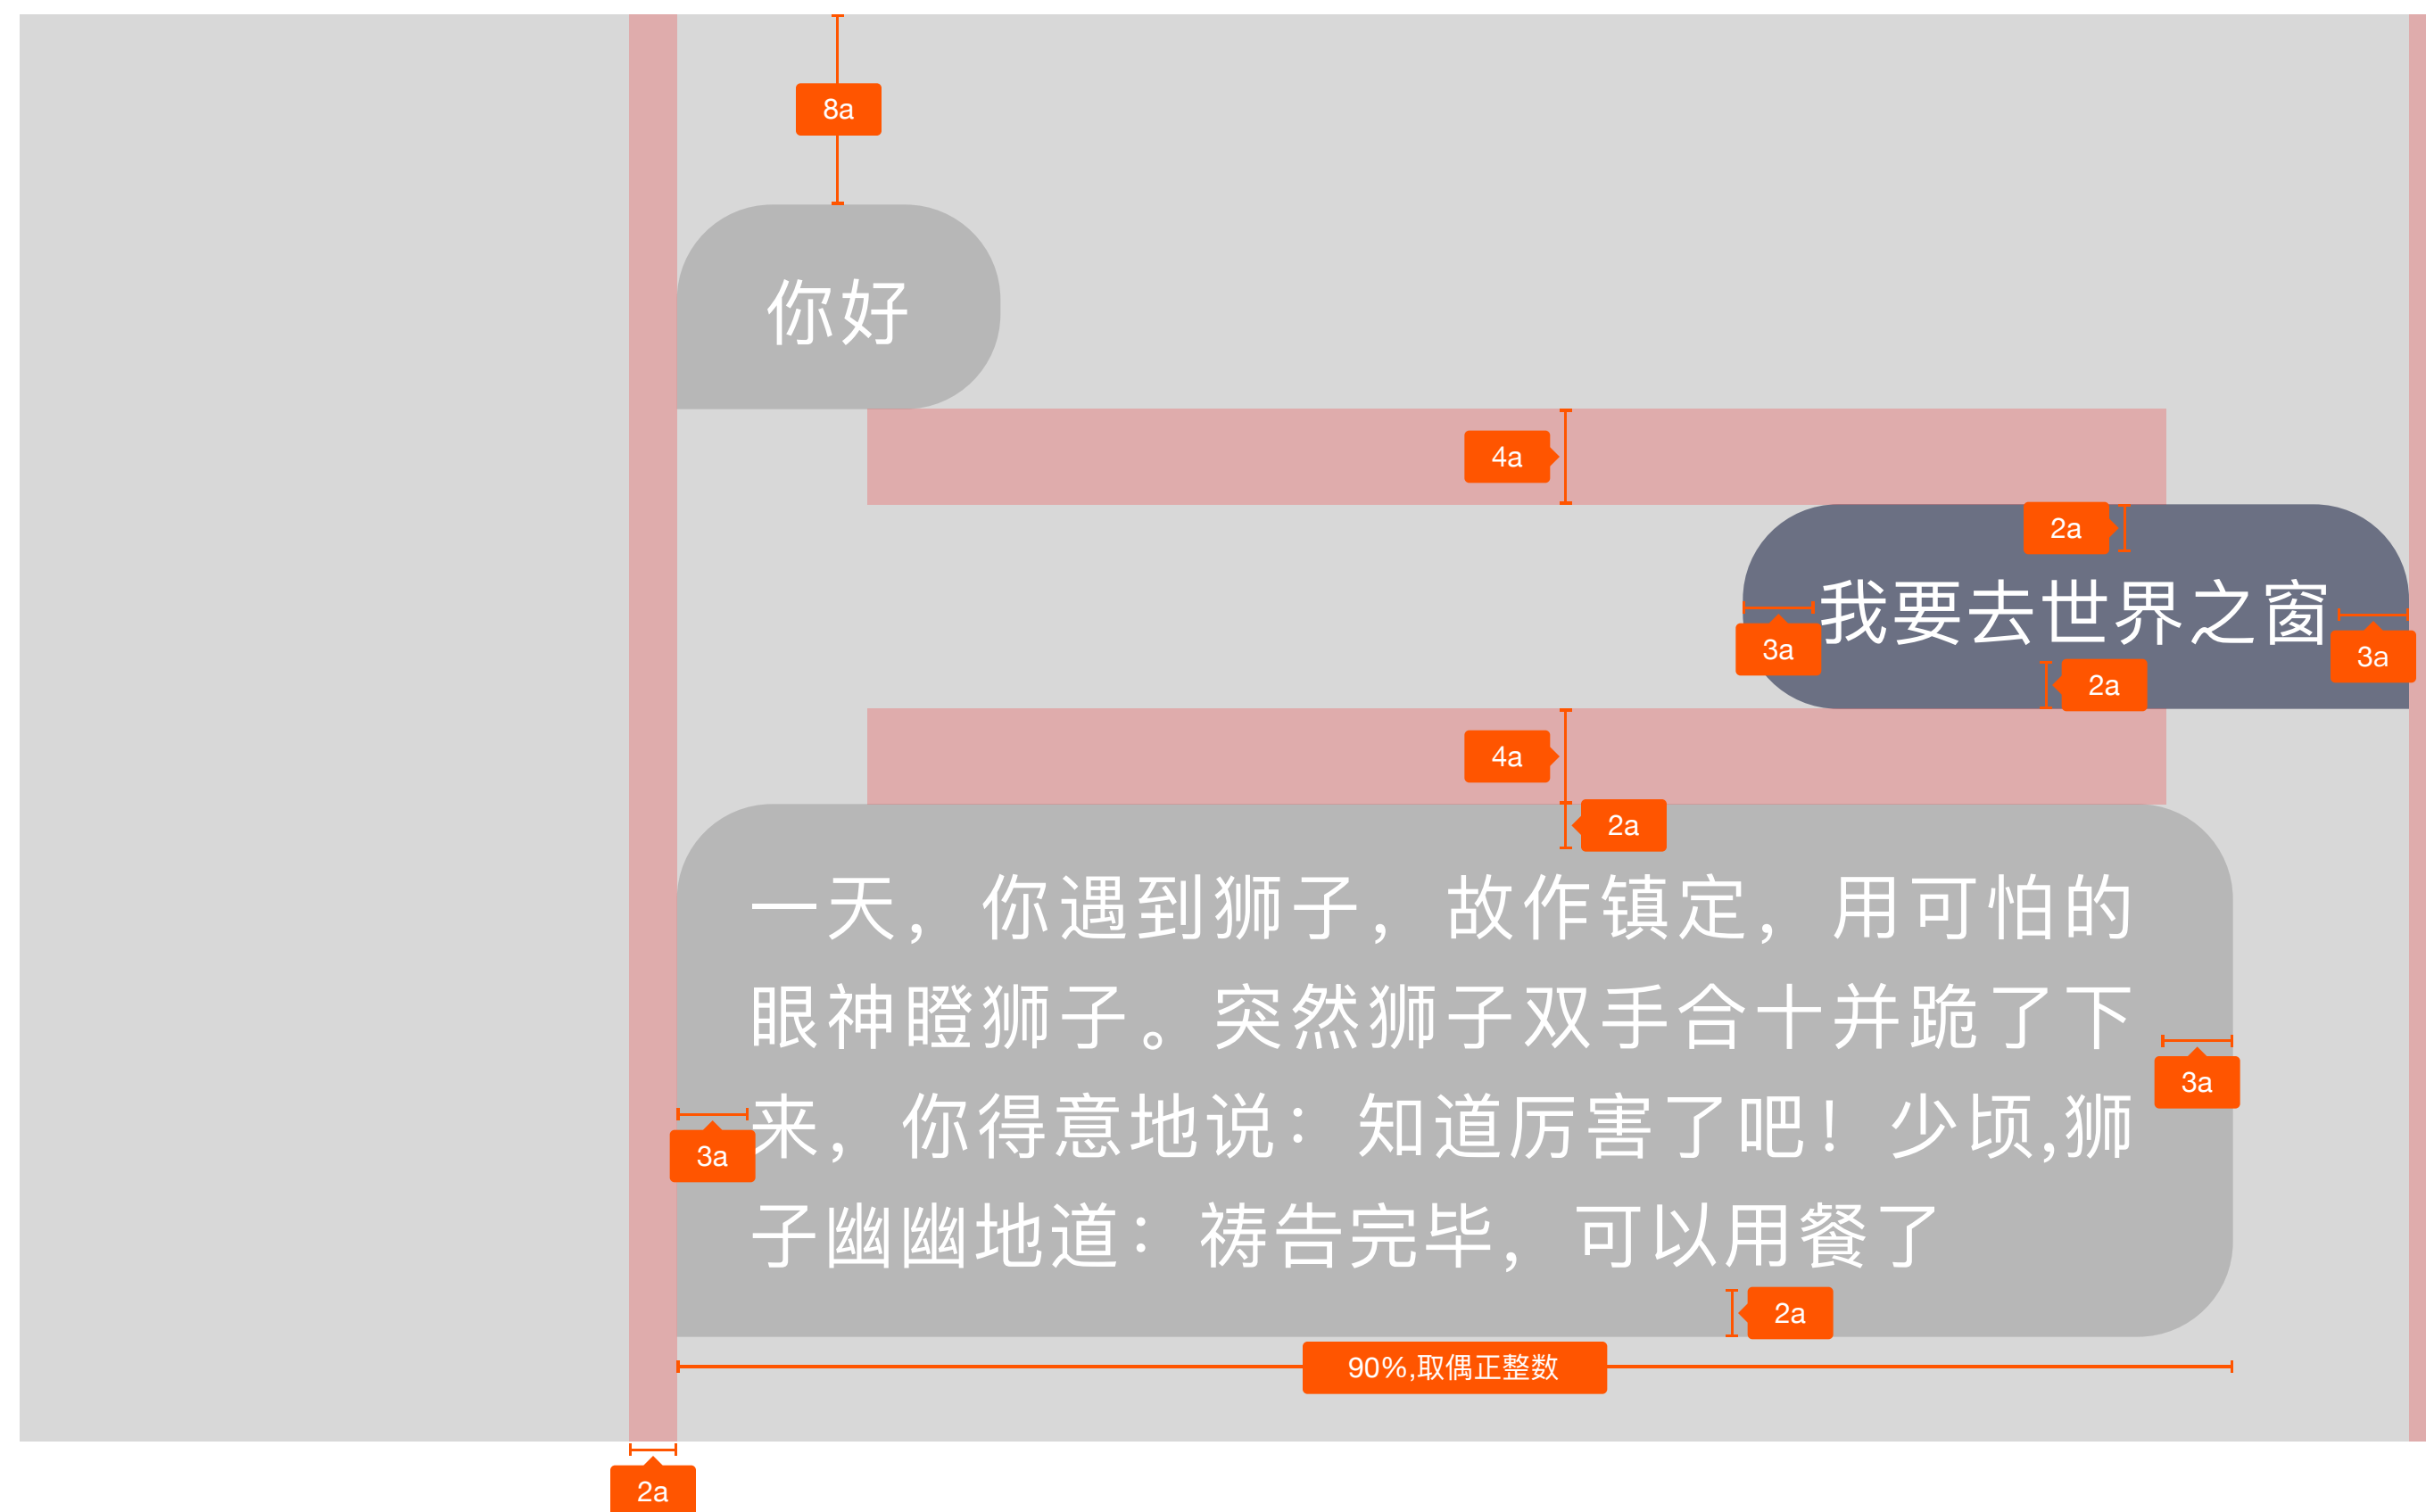 8a
你好
4a
2a
我要去世界之窗
3a
3a
2a
4a
2a
一天，你遇到狮子，故作镇定，用可怕的
眼神瞪狮子。突然狮子双手合十并跪了下
来，你得意地说：知道厉害了吧！少顷,狮
3a
3a
子幽幽地道：祷告完毕，可以用餐了
2a
90%,取偶正整数
2a